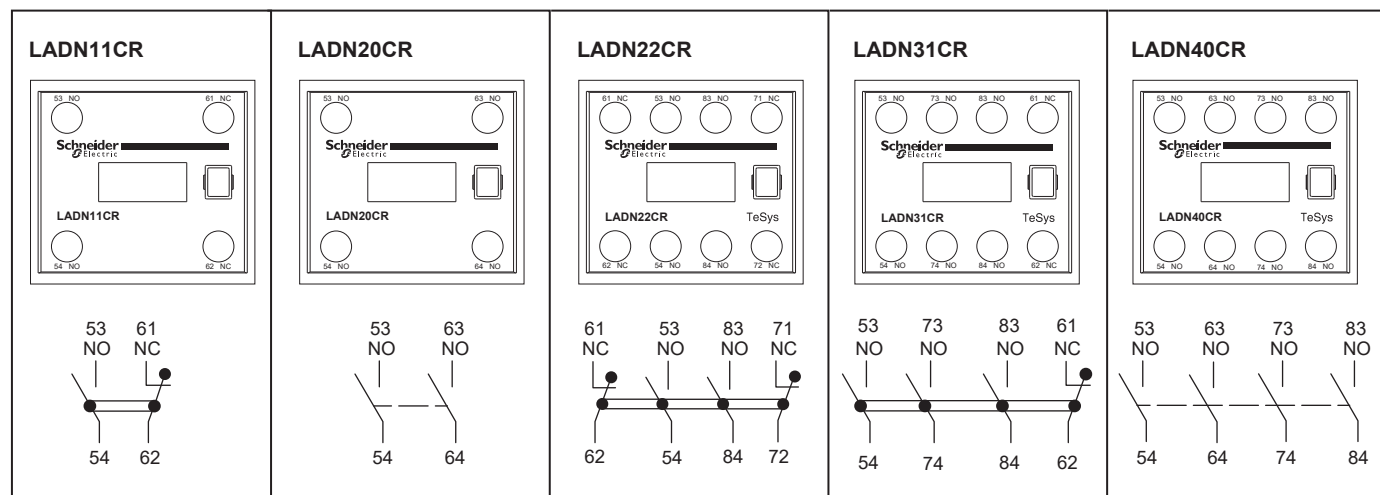 LADN11CR
53 NO 61 NC
Schneider
Electric
LADN11CR
54 NO 62 NC
53 61
NO NC
54 62
LADN20CR
53 NO 63 NO
Schneider
Electric
LADN20CR
54 NO 64 NO
53 63
NO NO
54 64
LADN22CR
61 NC 53 NO 83 NO 71 NC
Schneider
Electric
LADN22CR TeSys
62 NC 54 NO 84 NO 72 NC
61 53 83 71
NC NO NO NC
62 54 84 72
LADN31CR
53 NO 73 NO 83 NO 61 NC
Schneider
Electric
LADN31CR TeSys
54 NO 74 NO 84 NO 62 NC
53 73 83 61
NO NO NO NC
54 74 84 62
LADN40CR
53 NO 63 NO 73 NO 83 NO
Schneider
Electric
LADN40CR TeSys
54 NO 64 NO 74 NO 84 NO
53 63 73 83
NO NO NO NO
54 64 74 84